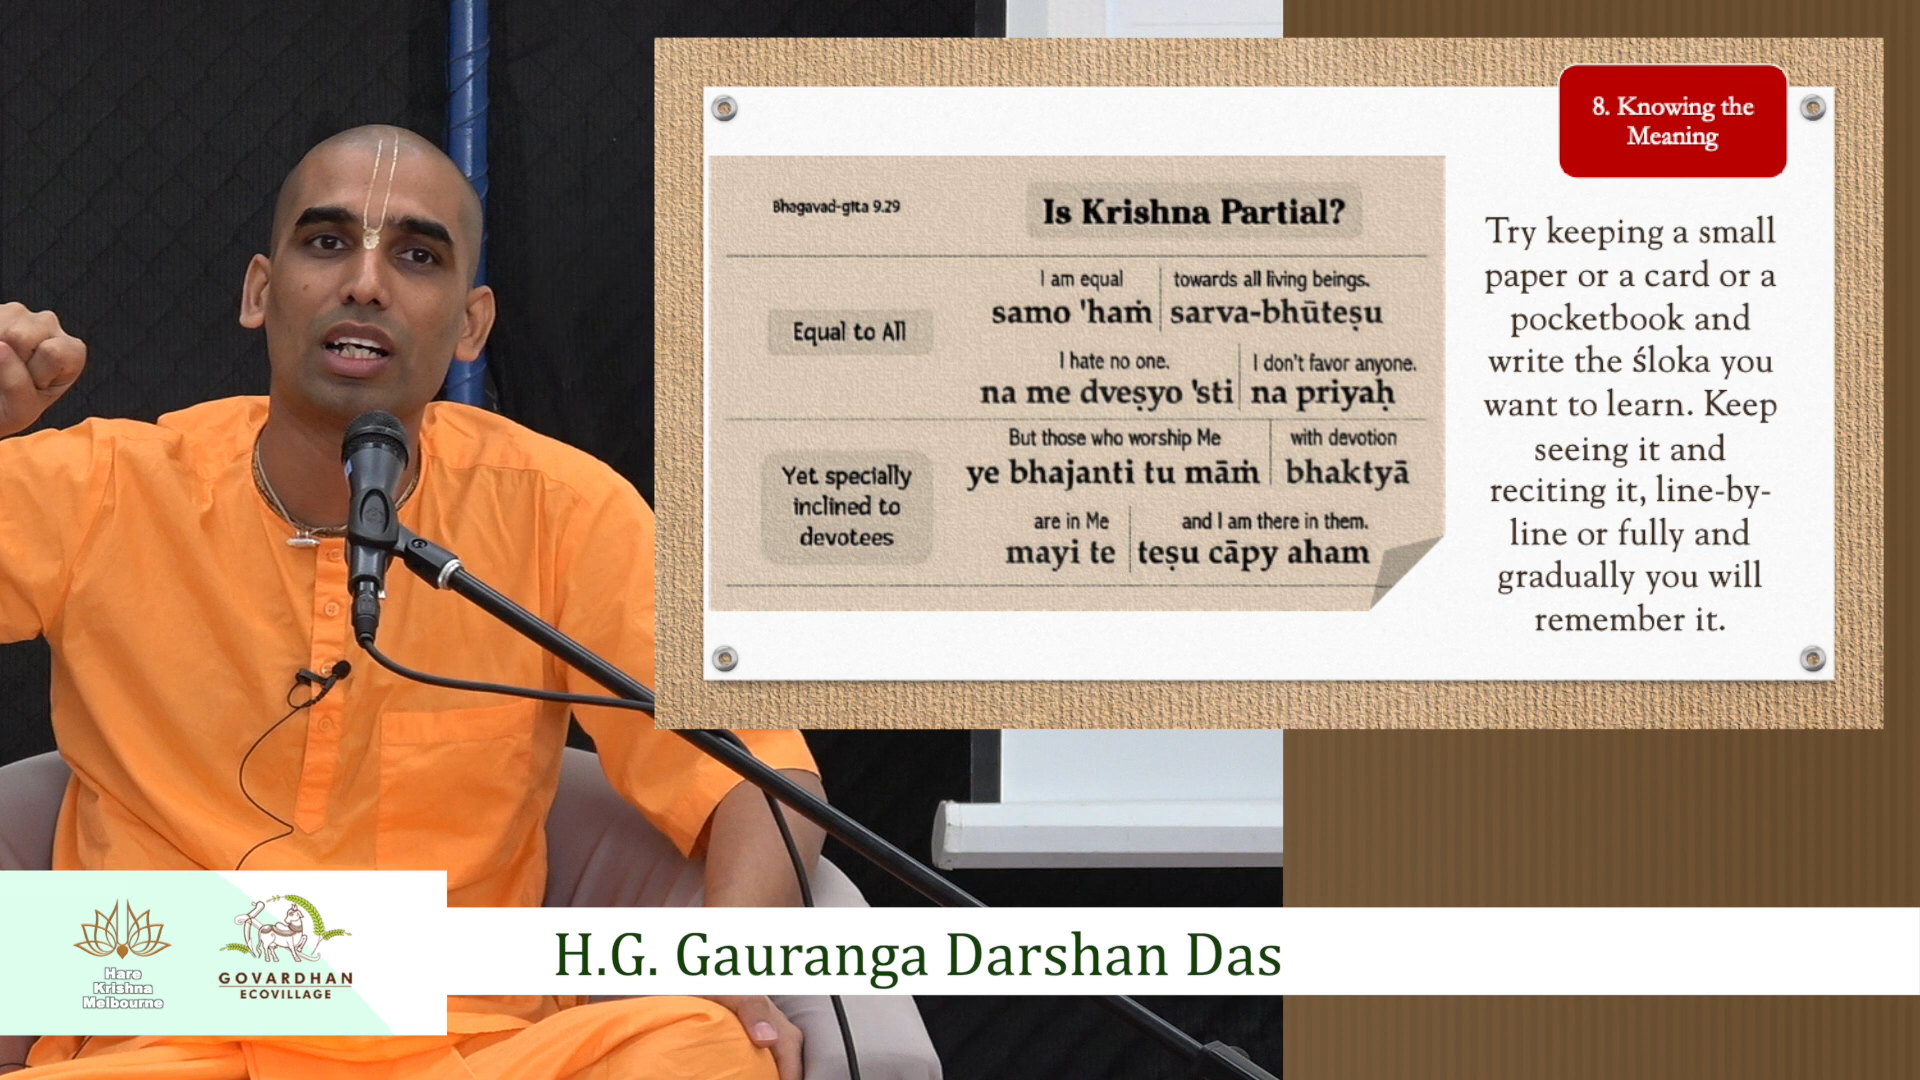 8. Knowing the
Meaning
Bhagavad-gīta 9.29
Is Krishna Partial?
I am equal
towards all living beings.
samo 'haṁ
sarva-bhūteṣu
Equal to All
I hate no one.
I don't favor anyone.
na me dveṣyo 'sti
na priyaḥ
But those who worship Me
with devotion
ye bhajanti tu māṁ
bhaktyā
Yet specially
inclined to
devotees
are in Me
and I am there in them.
mayi te
teṣu cāpy aham
Try keeping a small
paper or a card or a
pocketbook and
write the śloka you
want to learn. Keep
seeing it and
reciting it, line-by-
line or fully and
gradually you will
remember it.
Hare
Krishna
Melbourne
GOVARDHAN
ECOVILLAGE
H.G. Gauranga Darshan Das